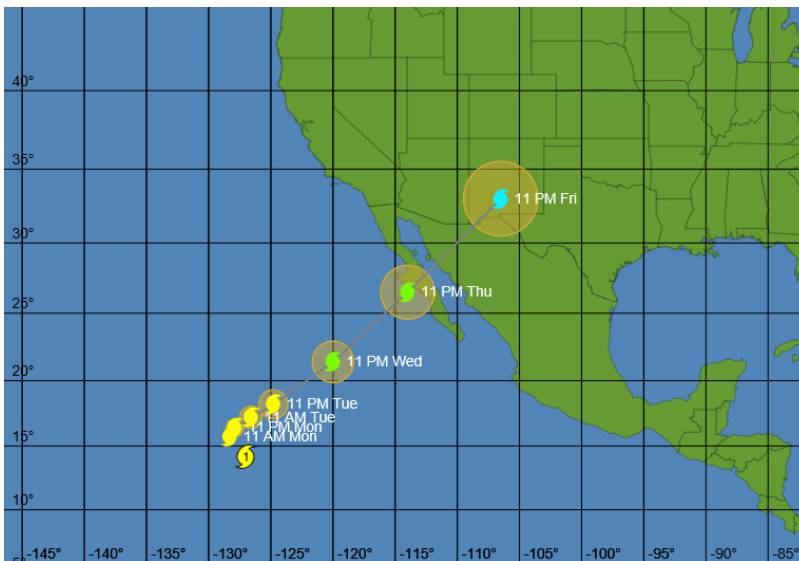 40°
35°
11 PM Fri
30°
11 PM Thu
25°
11 PM Wed
20°
11 PM Tue
11 AM Tue
11 PM Mon
11 AM Mon
15°
1
10°
-145° -140° -135° -130° -125° -120° -115° -110° -105° -100° -95° -90° -85°